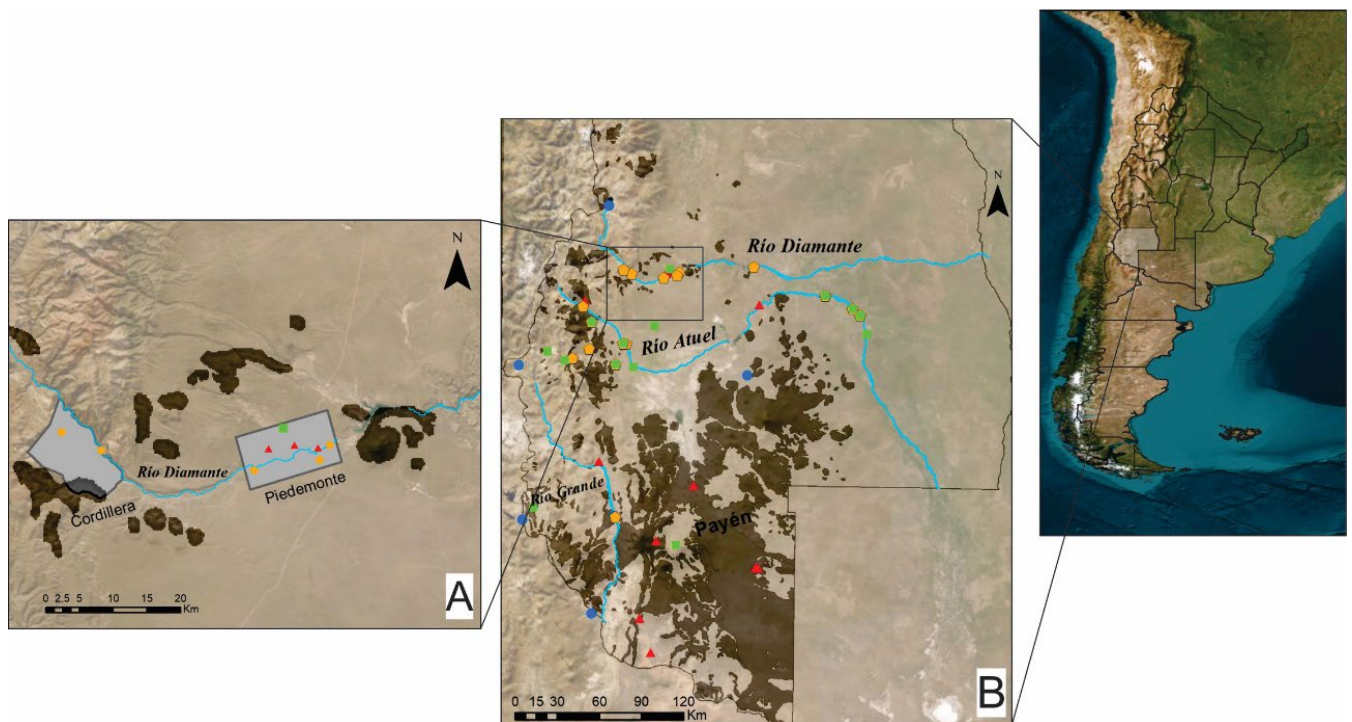 N
Río Diamante
Piedemonte
Cordillera
0 2.5 5 10 15 20
Km
A
N
Río Diamante
Río Atuel
Río Grande
Payén
0 15 30 60 90 120
Km
B